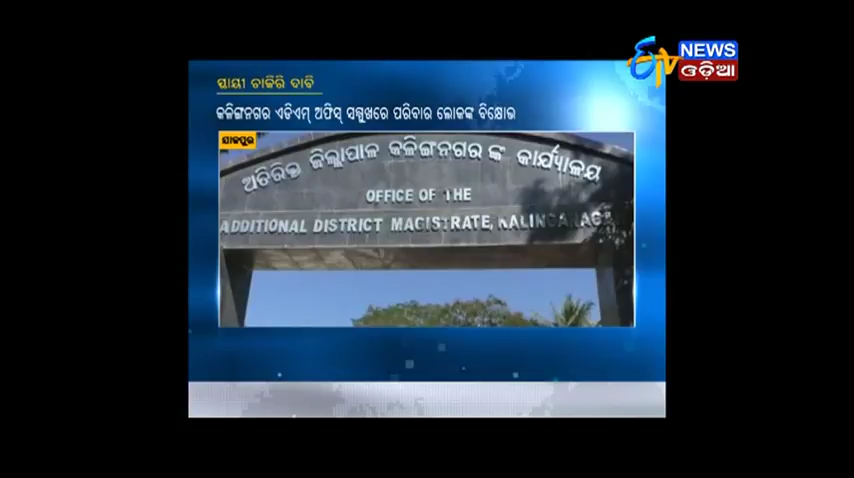 ETV NEWS
ଓଡ଼ିଆ
ସ୍ଥାୟୀ ଚାକିରି ଦାବି
କଳିଙ୍ଗନଗର ଏଡିଏମ୍ ଅଫିସ୍ ସମ୍ମୁଖରେ ପରିବାର ଲୋକଙ୍କ ବିକ୍ଷୋଭ
ଯାଜପୁର
ଅତିରିକ୍ତ ଜିଲ୍ଲାପାଳ କଳିଙ୍ଗନଗରଙ୍କ କାର୍ଯ୍ୟାଳୟ
OFFICE OF THE
ADDITIONAL DISTRICT MAGISTRATE,